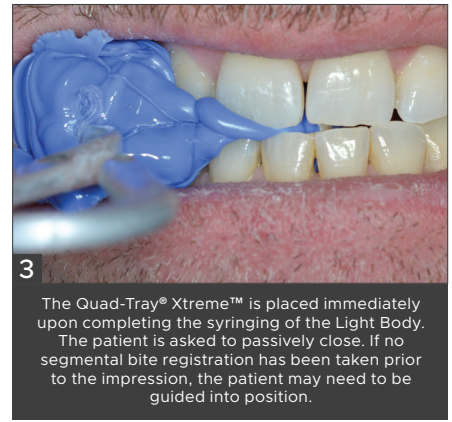 3
The Quad-Tray® Xtreme™ is placed immediately
upon completing the syringing of the Light Body.
The patient is asked to passively close. If no
segmental bite registration has been taken prior
to the impression, the patient may need to be
guided into position.